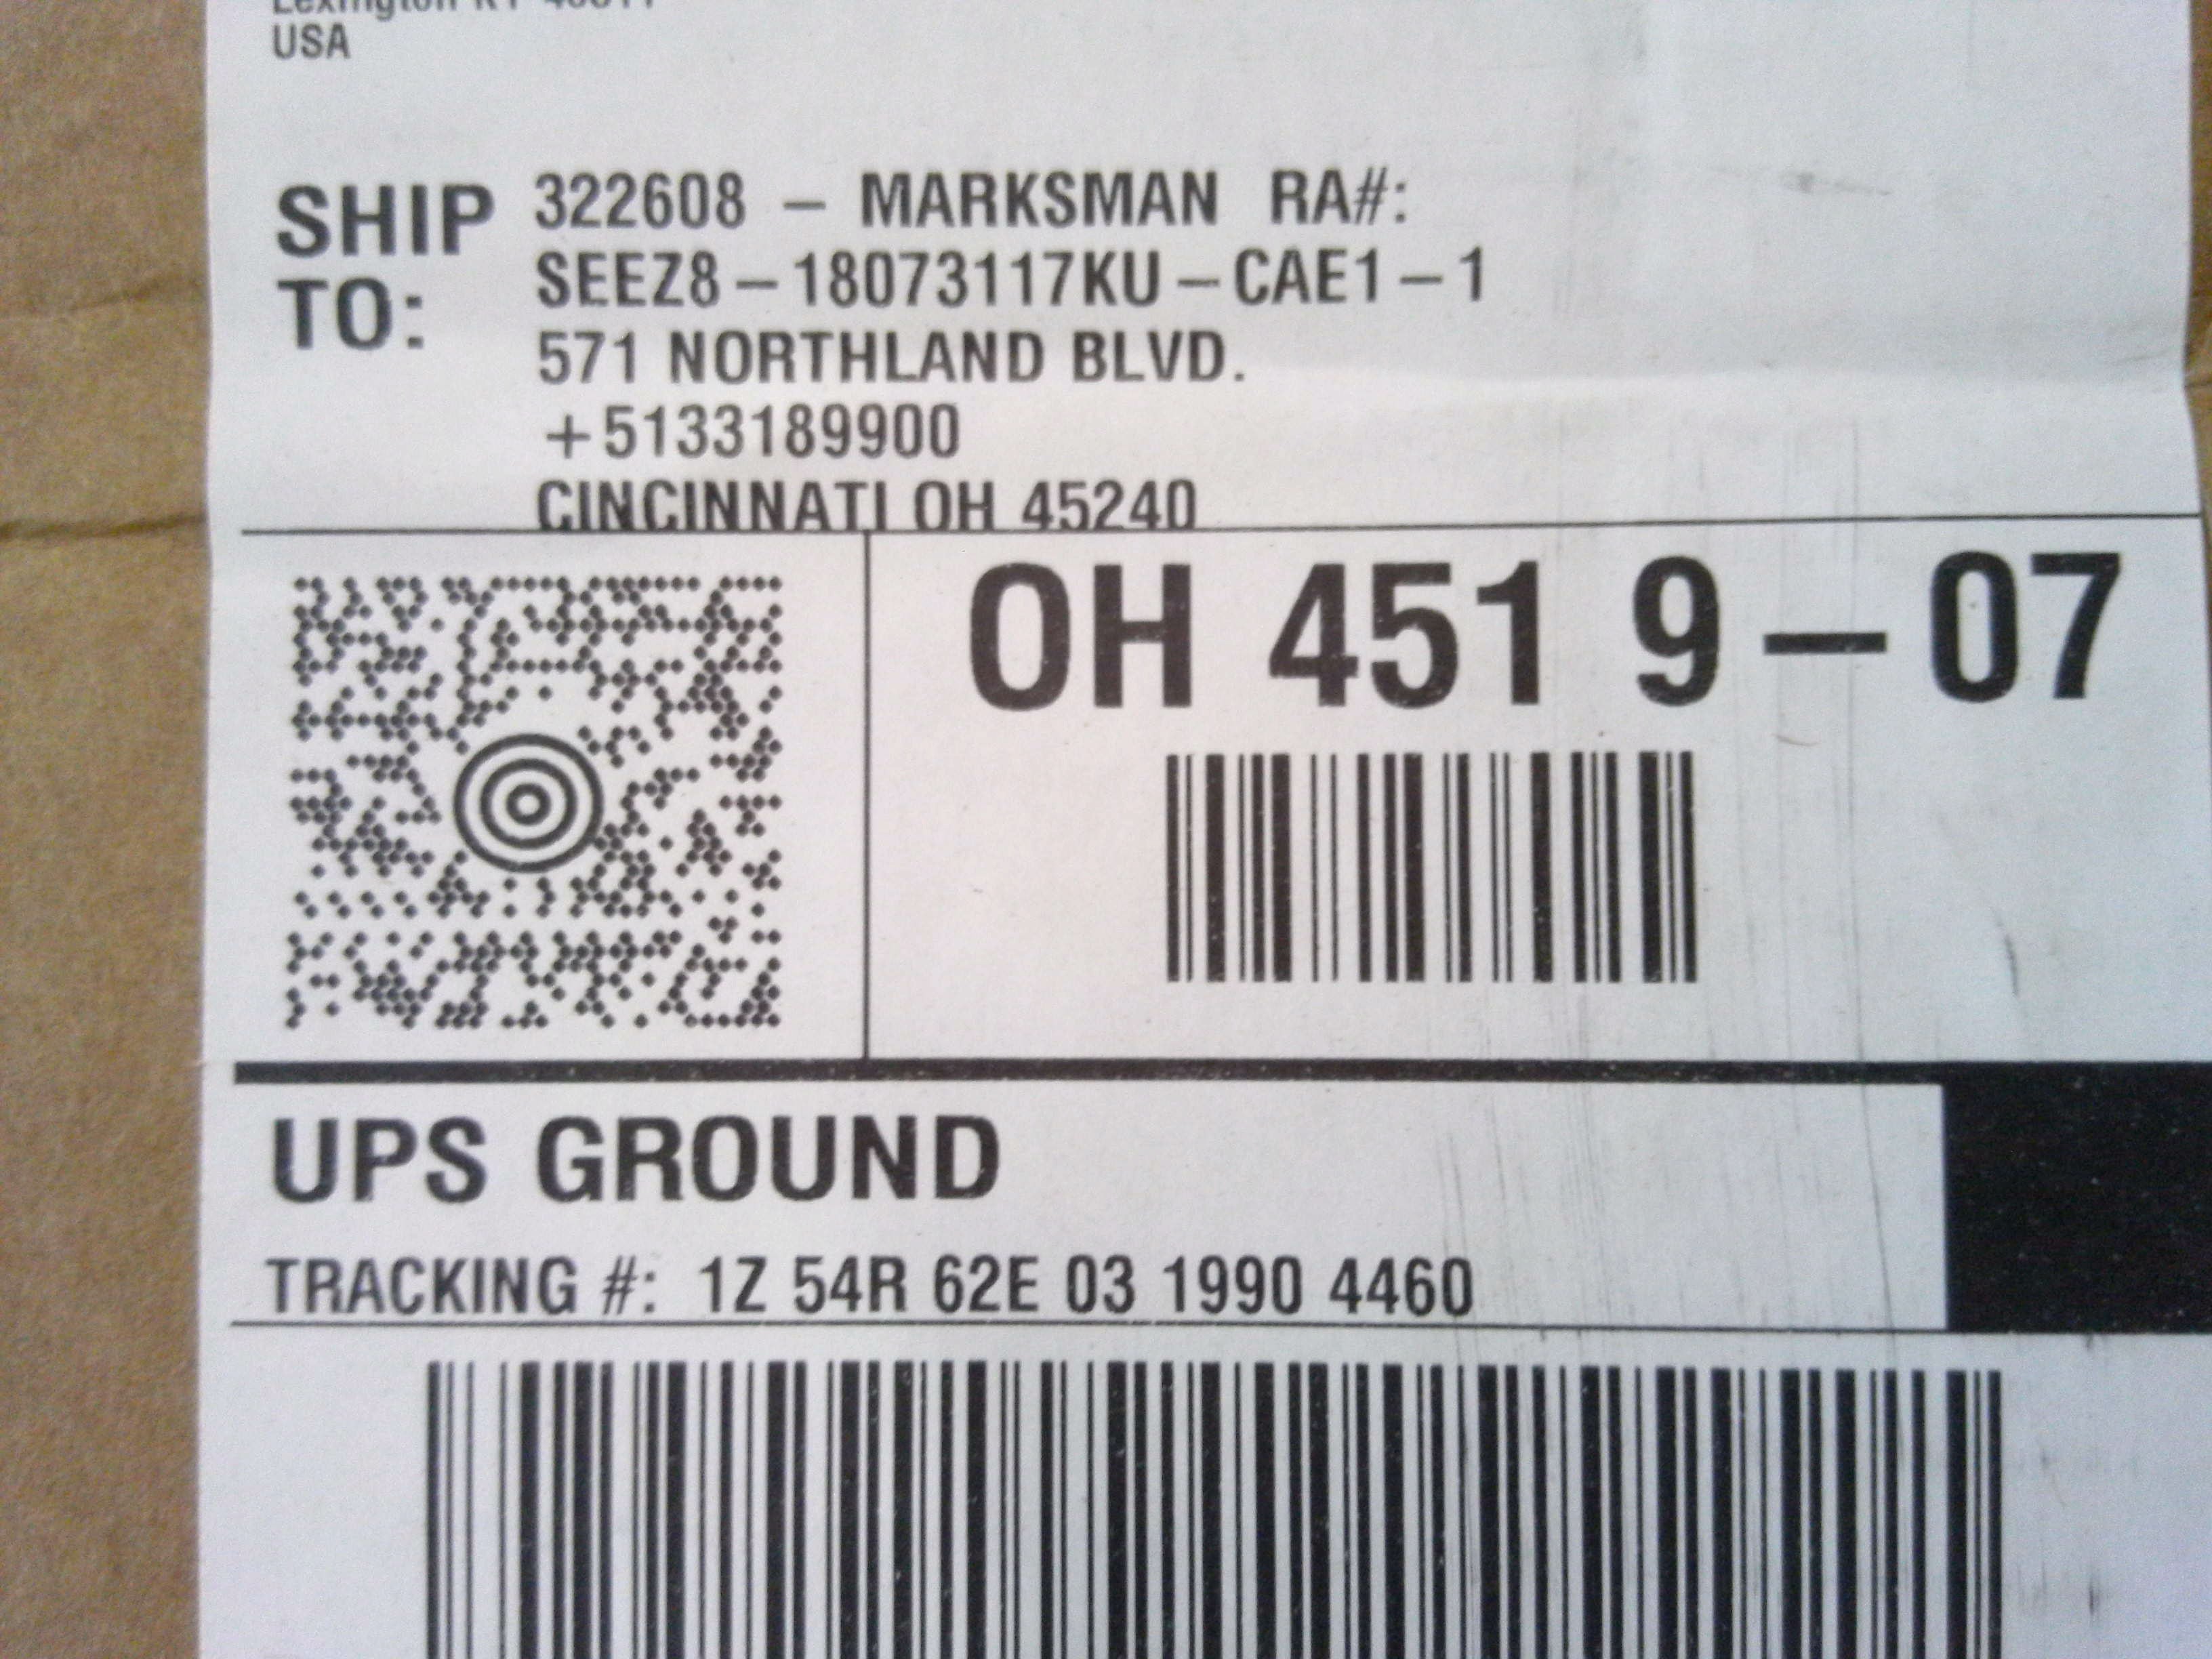 USA
SHIP TO:
322608 – MARKSMAN RA#:
SEEZ8–18073117KU–CAE1–1
571 NORTHLAND BLVD.
+5133189900
CINCINNATI OH 45240
OH 451 9–07
UPS GROUND
TRACKING #: 1Z 54R 62E 03 1990 4460